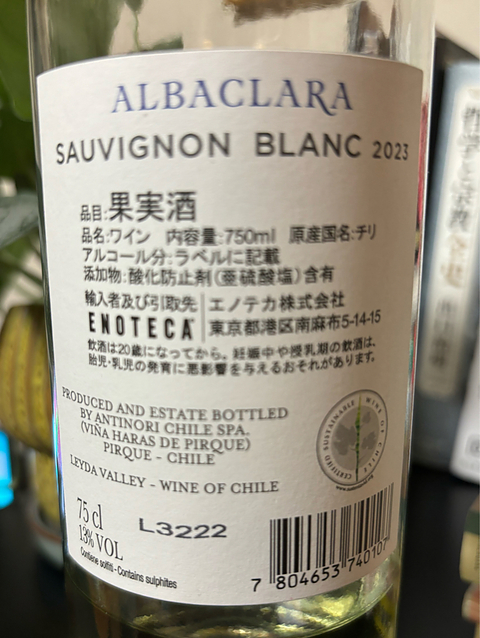 ALBACLARA
SAUVIGNON BLANC 2023
品目:果実酒
品名:ワイン 内容量:750ml 原産国名:チリ
アルコール分:ラベルに記載
添加物:酸化防止剤(亜硫酸塩)含有
輸入者及び引取先 エノテカ株式会社
ENOTECA 東京都港区南麻布5-14-15
飲酒は20歳になってから。妊娠中や授乳期の飲酒は、
胎児・乳児の発育に悪影響を与えるおそれがあります。
PRODUCED AND ESTATE BOTTLED
BY ANTINORI CHILE SPA.
(VIÑA HARAS DE PIRQUE)
PIRQUE - CHILE
LEYDA VALLEY - WINE OF CHILE
CERTIFIED SUSTAINABLE WINE OF CHILE
75 cl
13% VOL
L3222
Contiene solfiti - Contains sulphites
7 804653 740107